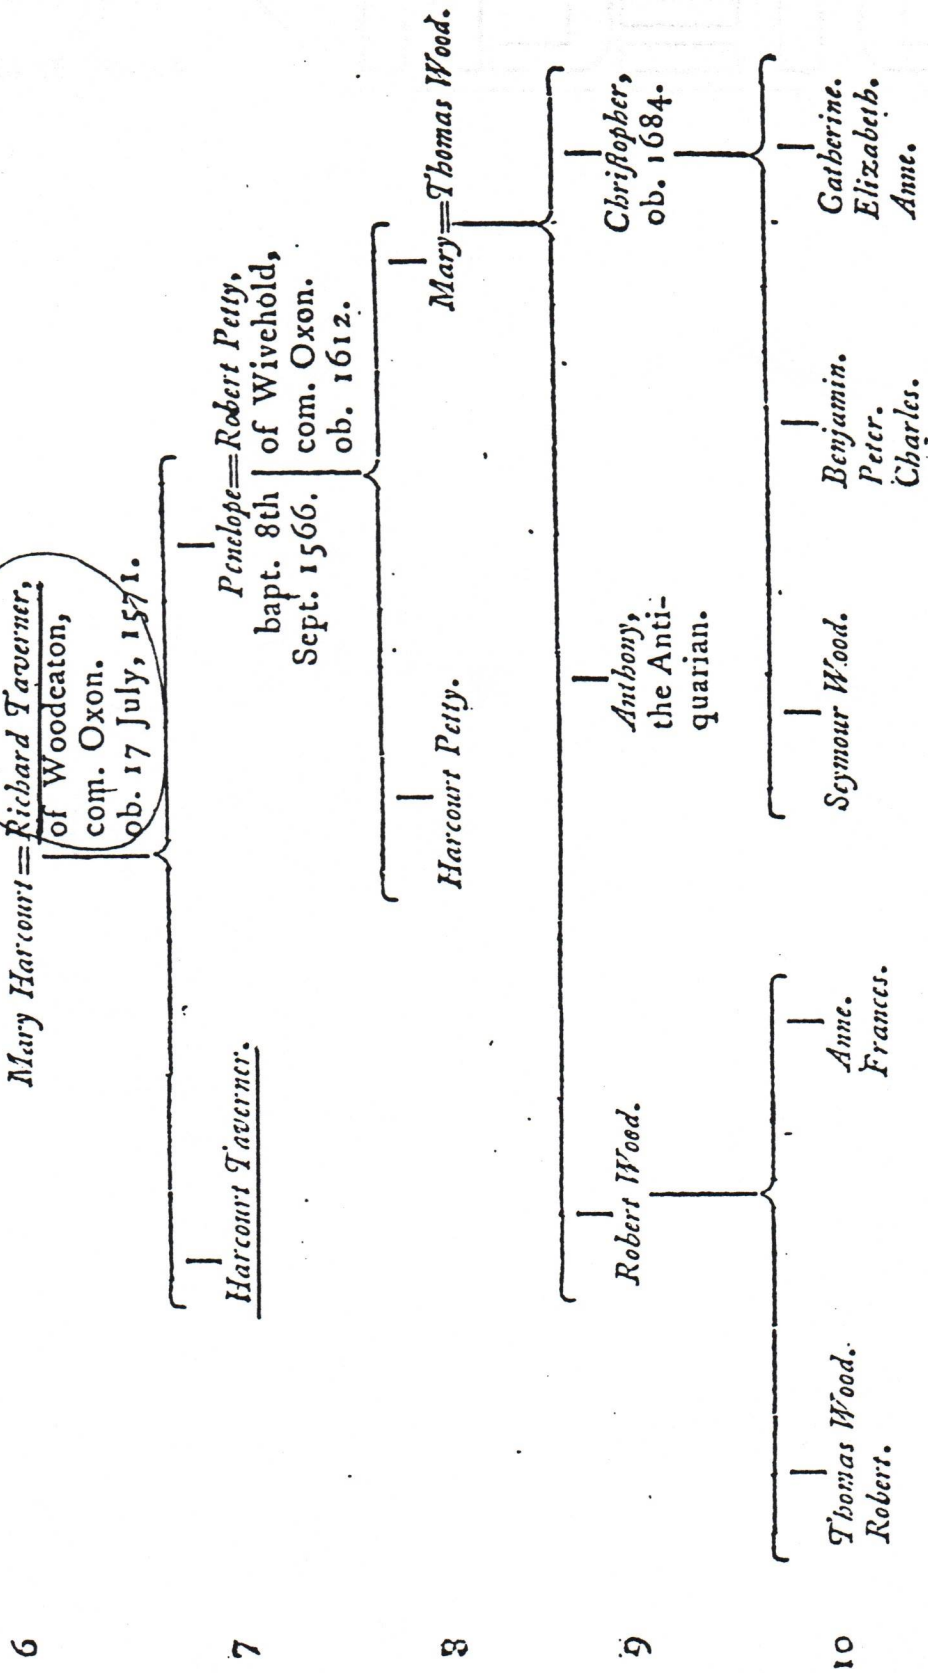 6
Mary Harcourt=Richard Taverner,
of Woodeaton,
com. Oxon.
ob. 17 July, 1571.
7
Harcourt Taverner.
Penelope=Robert Petty,
bapt. 8th
Sept. 1566.
of Wivehold,
com. Oxon.
ob. 1612.
8
Harcourt Petty.
Mary=Thomas Wood.
9
Robert Wood.
Anthony,
the Anti-
quarian.
Chriſtopher,
ob. 1684.
10
Thomas Wood.
Robert.
Anne.
Frances.
Seymour Wood.
Benjamin.
Peter.
Charles.
Catherine.
Elizabeth.
Anne.